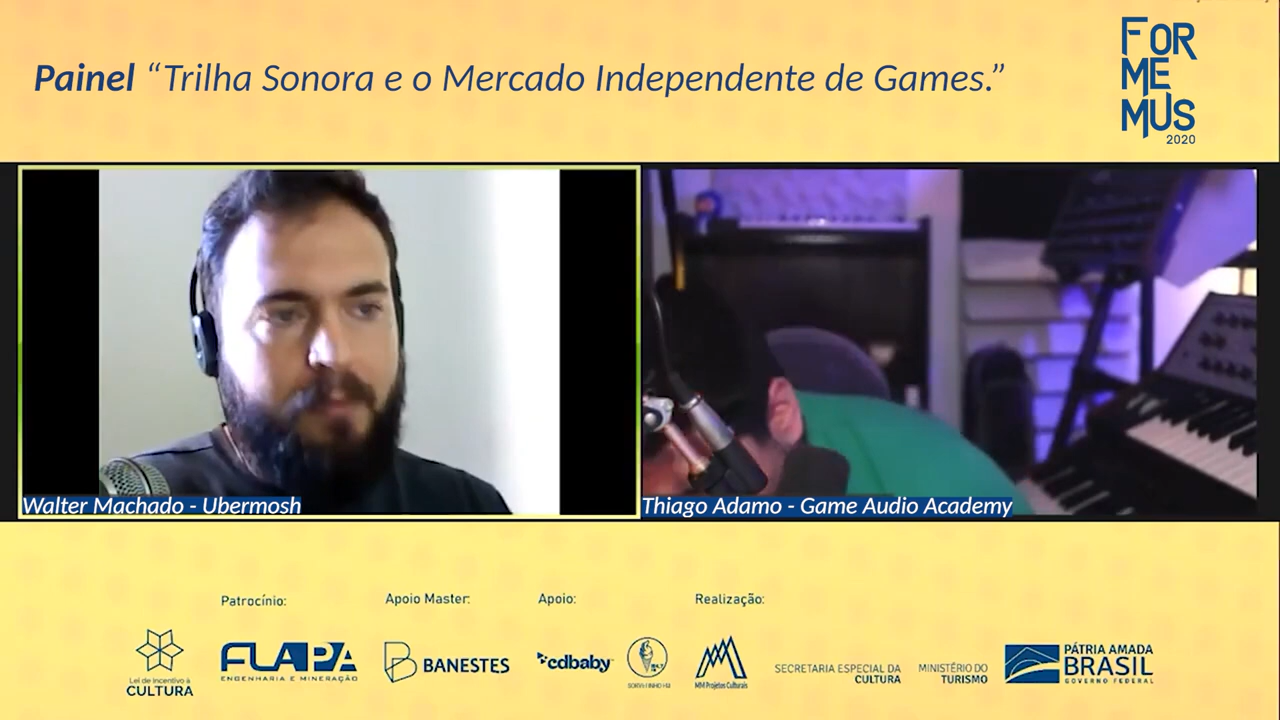 Painel “Trilha Sonora e o Mercado Independente de Games.”
FOR
ME
MUS
2020
Walter Machado - Ubermosh
Thiago Adamo - Game Audio Academy
Patrocínio:
Apoio Master:
Apoio:
Realização:
Lei de Incentivo à
CULTURA
FLAPA
ENGENHARIA E MINERAÇÃO
BANESTES
cdbaby
MM Projetos Culturais
SECRETARIA ESPECIAL DA
CULTURA
MINISTÉRIO DO
TURISMO
PÁTRIA AMADA
BRASIL
GOVERNO FEDERAL